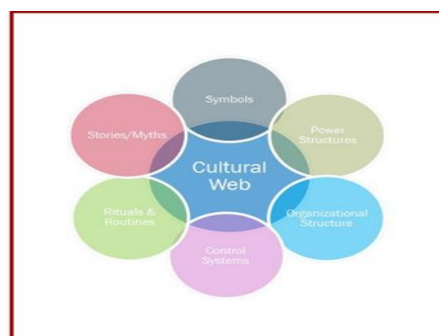 Symbols
Stories/Myths
Power
Structures
Cultural
Web
Rituals &
Routines
Organizational
Structure
Control
Systems